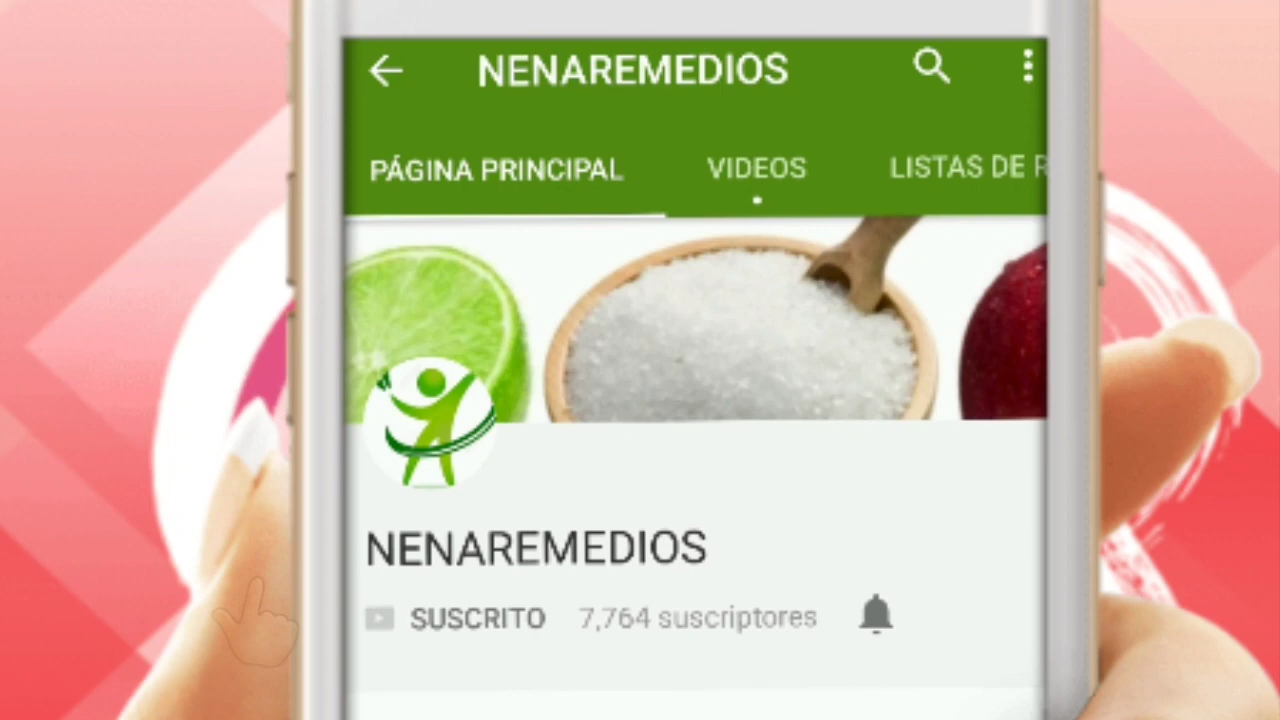 NENAREMEDIOS
PÁGINA PRINCIPAL VIDEOS LISTAS DE R
NENAREMEDIOS
SUSCRITO 7,764 suscriptores